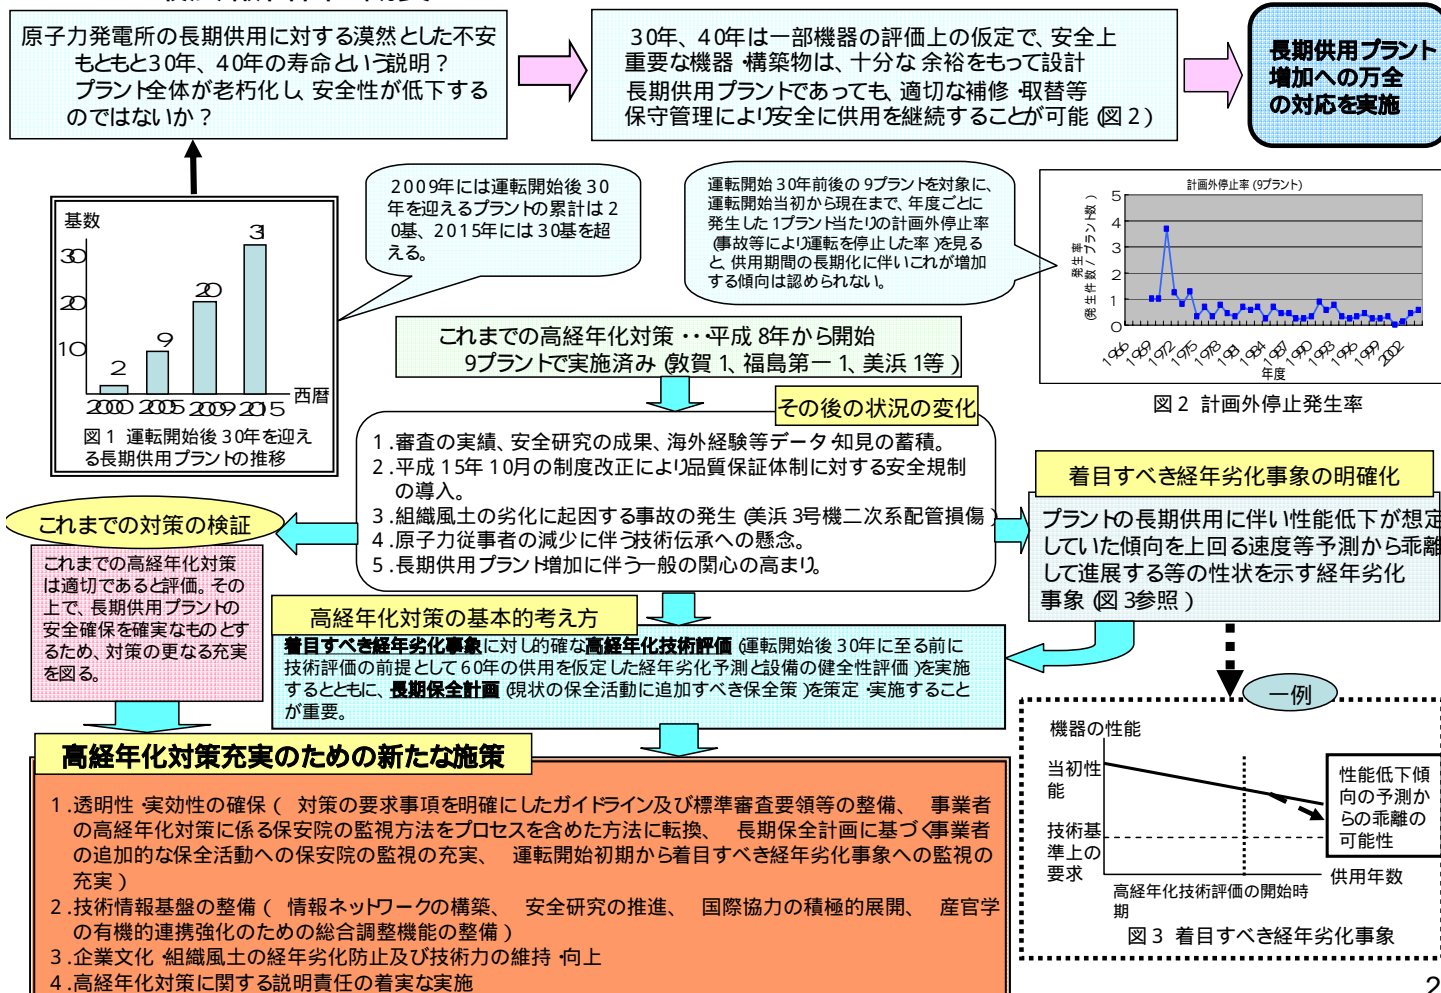 原子力発電所の長期供用に対する漠然とした不安
もともと30年、40年の寿命という説明？
プラント全体が老朽化し、安全性が低下する
のではないか？
30年、40年は一部機器の評価上の仮定で、安全上
重要な機器・構築物は、十分な余裕をもって設計
長期供用プラントであっても、適切な補修・取替等
保守管理により安全に供用を継続することが可能（図2）
長期供用プラント
増加への万全
の対応を実施
基数
30
20
10
2
9
20
31
2000 2005 2009 2015
西暦
図1 運転開始後30年を迎え
る長期供用プラントの推移
2009年には運転開始後30
年を迎えるプラントの累計は2
0基、2015年には30基を超
える。
運転開始30年前後の9プラントを対象に、
運転開始当初から現在まで、年度ごとに
発生した1プラント当たりの計画外停止率
（事故等により運転を停止した率）を見る
と、供用期間の長期化に伴いこれが増加
する傾向は認められない。
計画外停止率（9プラント）
発生率
（発生件数／プラント数）
5
4
3
2
1
0
1966 1969 1972 1975 1978 1981 1984 1987 1990 1993 1996 1999 2002
年度
図2 計画外停止発生率
これまでの高経年化対策・・・平成8年から開始
9プラントで実施済み（敦賀1、福島第一1、美浜1等）
その後の状況の変化
1.審査の実績、安全研究の成果、海外経験等データ・知見の蓄積。
2.平成15年10月の制度改正により品質保証体制に対する安全規制
の導入。
3.組織風土の劣化に起因する事故の発生（美浜3号機二次系配管損傷）
4.原子力従事者の減少に伴う技術伝承への懸念。
5.長期供用プラント増加に伴う一般の関心の高まり。
これまでの対策の検証
これまでの高経年化対策
は適切であると評価。その
上で、長期供用プラントの
安全確保を確実なものとす
るため、対策の更なる充実
を図る。
着目すべき経年劣化事象の明確化
プラントの長期供用に伴い性能低下が想定
していた傾向を上回る速度等予測から乖離
して進展する等の性状を示す経年劣化
事象（図3参照）
高経年化対策の基本的考え方
着目すべき経年劣化事象に対し的確な高経年化技術評価（運転開始後30年に至る前に
技術評価の前提として60年の供用を仮定した経年劣化予測と設備の健全性評価）を実施
するとともに、長期保全計画（現状の保全活動に追加すべき保全策）を策定・実施すること
が重要。
高経年化対策充実のための新たな施策
1.透明性・実効性の確保（　対策の要求事項を明確にしたガイドライン及び標準審査要領等の整備、　事業者
の高経年化対策に係る保安院の監視方法をプロセスを含めた方法に転換、　長期保全計画に基づく事業者
の追加的な保全活動への保安院の監視の充実、　運転開始初期から着目すべき経年劣化事象への監視の
充実）
2.技術情報基盤の整備（　情報ネットワークの構築、　安全研究の推進、　国際協力の積極的展開、　産官学
の有機的連携強化のための総合調整機能の整備）
3.企業文化・組織風土の経年劣化防止及び技術力の維持・向上
4.高経年化対策に関する説明責任の着実な実施
一例
機器の性能
当初性
能
技術基
準上の
要求
性能低下傾
向の予測か
らの乖離の
可能性
供用年数
高経年化技術評価の開始時
期
図3 着目すべき経年劣化事象
2